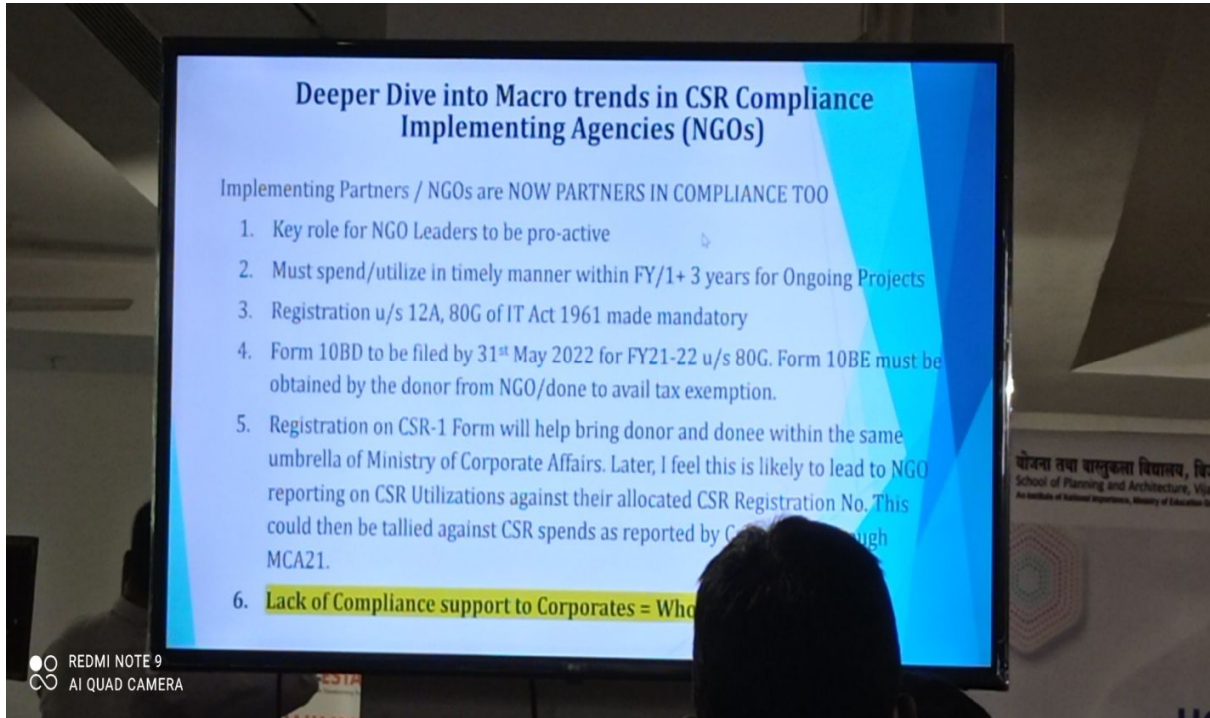 Deeper Dive into Macro trends in CSR Compliance
Implementing Agencies (NGOs)
Implementing Partners / NGOs are NOW PARTNERS IN COMPLIANCE TOO
1. Key role for NGO Leaders to be pro-active
2. Must spend/utilize in timely manner within FY/1+ 3 years for Ongoing Projects
3. Registration u/s 12A, 80G of IT Act 1961 made mandatory
4. Form 10BD to be filed by 31st May 2022 for FY21-22 u/s 80G. Form 10BE must be
obtained by the donor from NGO/done to avail tax exemption.
5. Registration on CSR-1 Form will help bring donor and donee within the same
umbrella of Ministry of Corporate Affairs. Later, I feel this is likely to lead to NGO
reporting on CSR Utilizations against their allocated CSR Registration No. This
could then be tallied against CSR spends as reported by
MCA21.
6. Lack of Compliance support to Corporates =
योजना तथा वास्तुकला विद्यालय,
School of Planning and Architecture,
An Institute of National Importance, Ministry of Education
REDMI NOTE 9
AI QUAD CAMERA